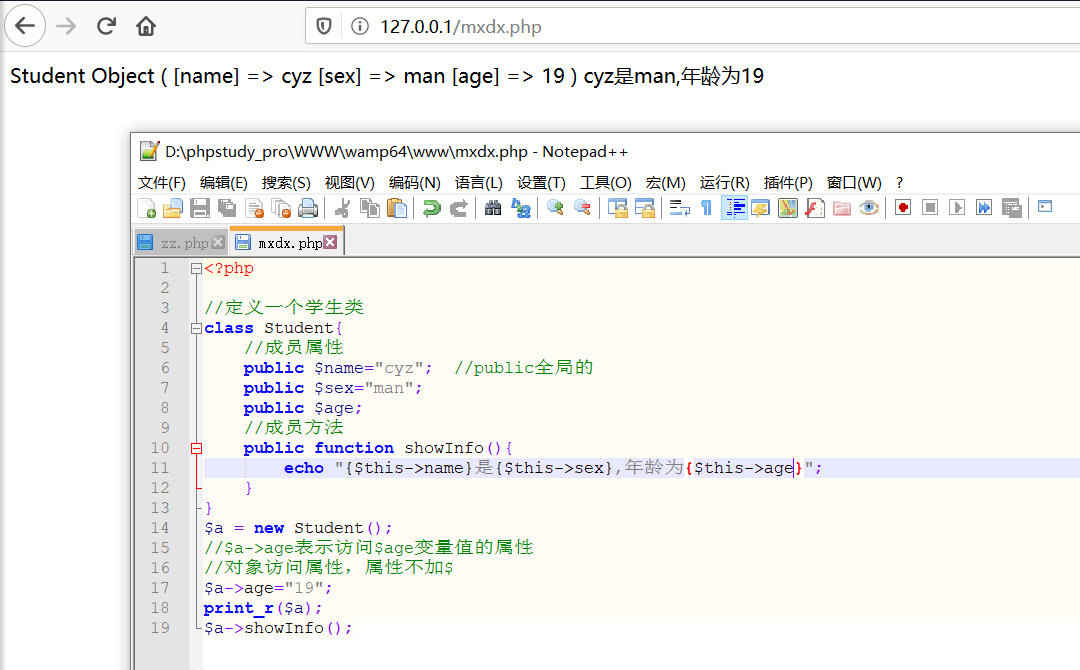 127.0.0.1/mxdx.php
Student Object ( [name] => cyz [sex] => man [age] => 19 ) cyz是man,年龄为19
D:\phpstudy_pro\WWW\wamp64\www\mxdx.php - Notepad++
文件(F) 编辑(E) 搜索(S) 视图(V) 编码(N) 语言(L) 设置(T) 工具(O) 宏(M) 运行(R) 插件(P) 窗口(W) ?
zz.php mxdx.php
1 <?php
2
3 //定义一个学生类
4 class Student{
5 //成员属性
6 public $name="cyz"; //public全局的
7 public $sex="man";
8 public $age;
9 //成员方法
10 public function showInfo(){
11 echo "{$this->name}是{$this->sex},年龄为{$this->age}";
12 }
13 }
14 $a = new Student();
15 //$a->age表示访问$age变量值的属性
16 //对象访问属性，属性不加$
17 $a->age="19";
18 print_r($a);
19 $a->showInfo();